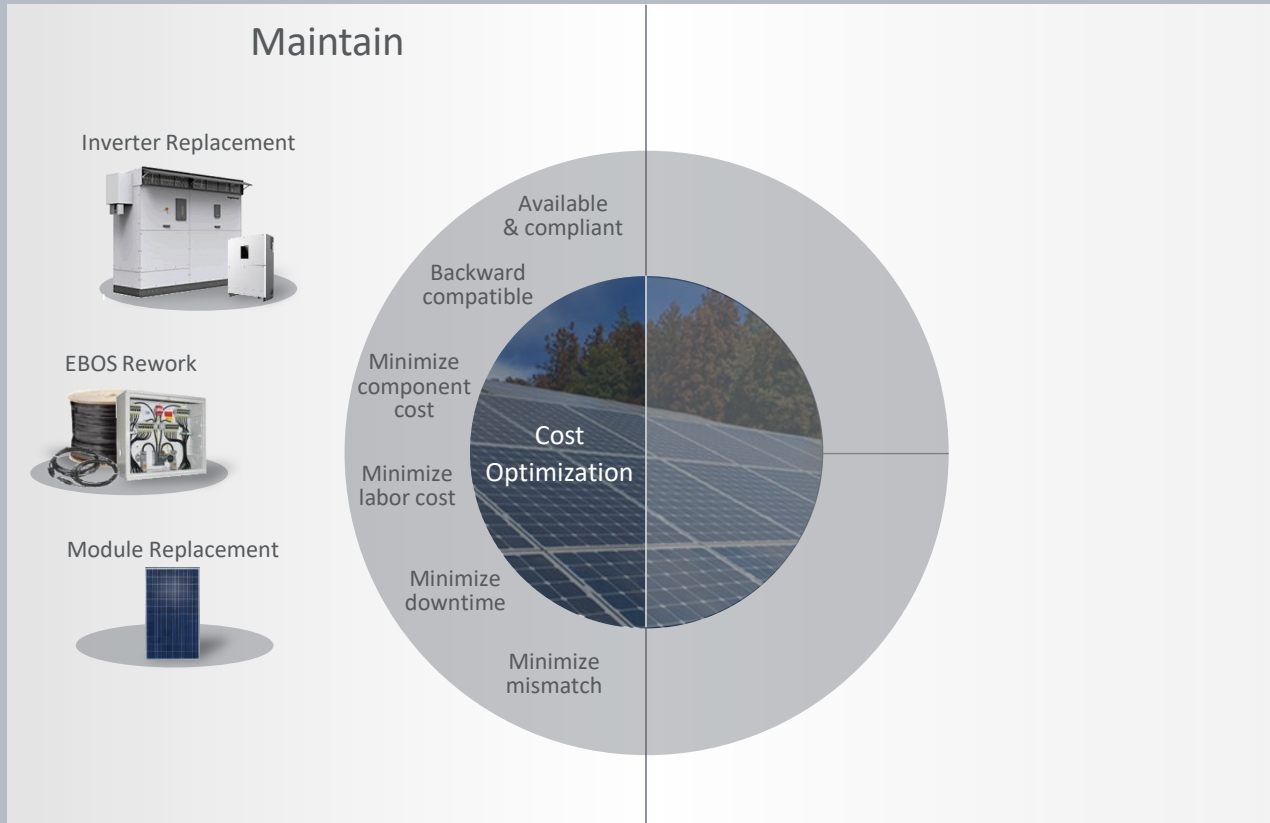 Maintain
Inverter Replacement
EBOS Rework
Module Replacement
Available
& compliant
Backward
compatible
Minimize
component
cost
Minimize
labor cost
Minimize
downtime
Minimize
mismatch
Cost
Optimization